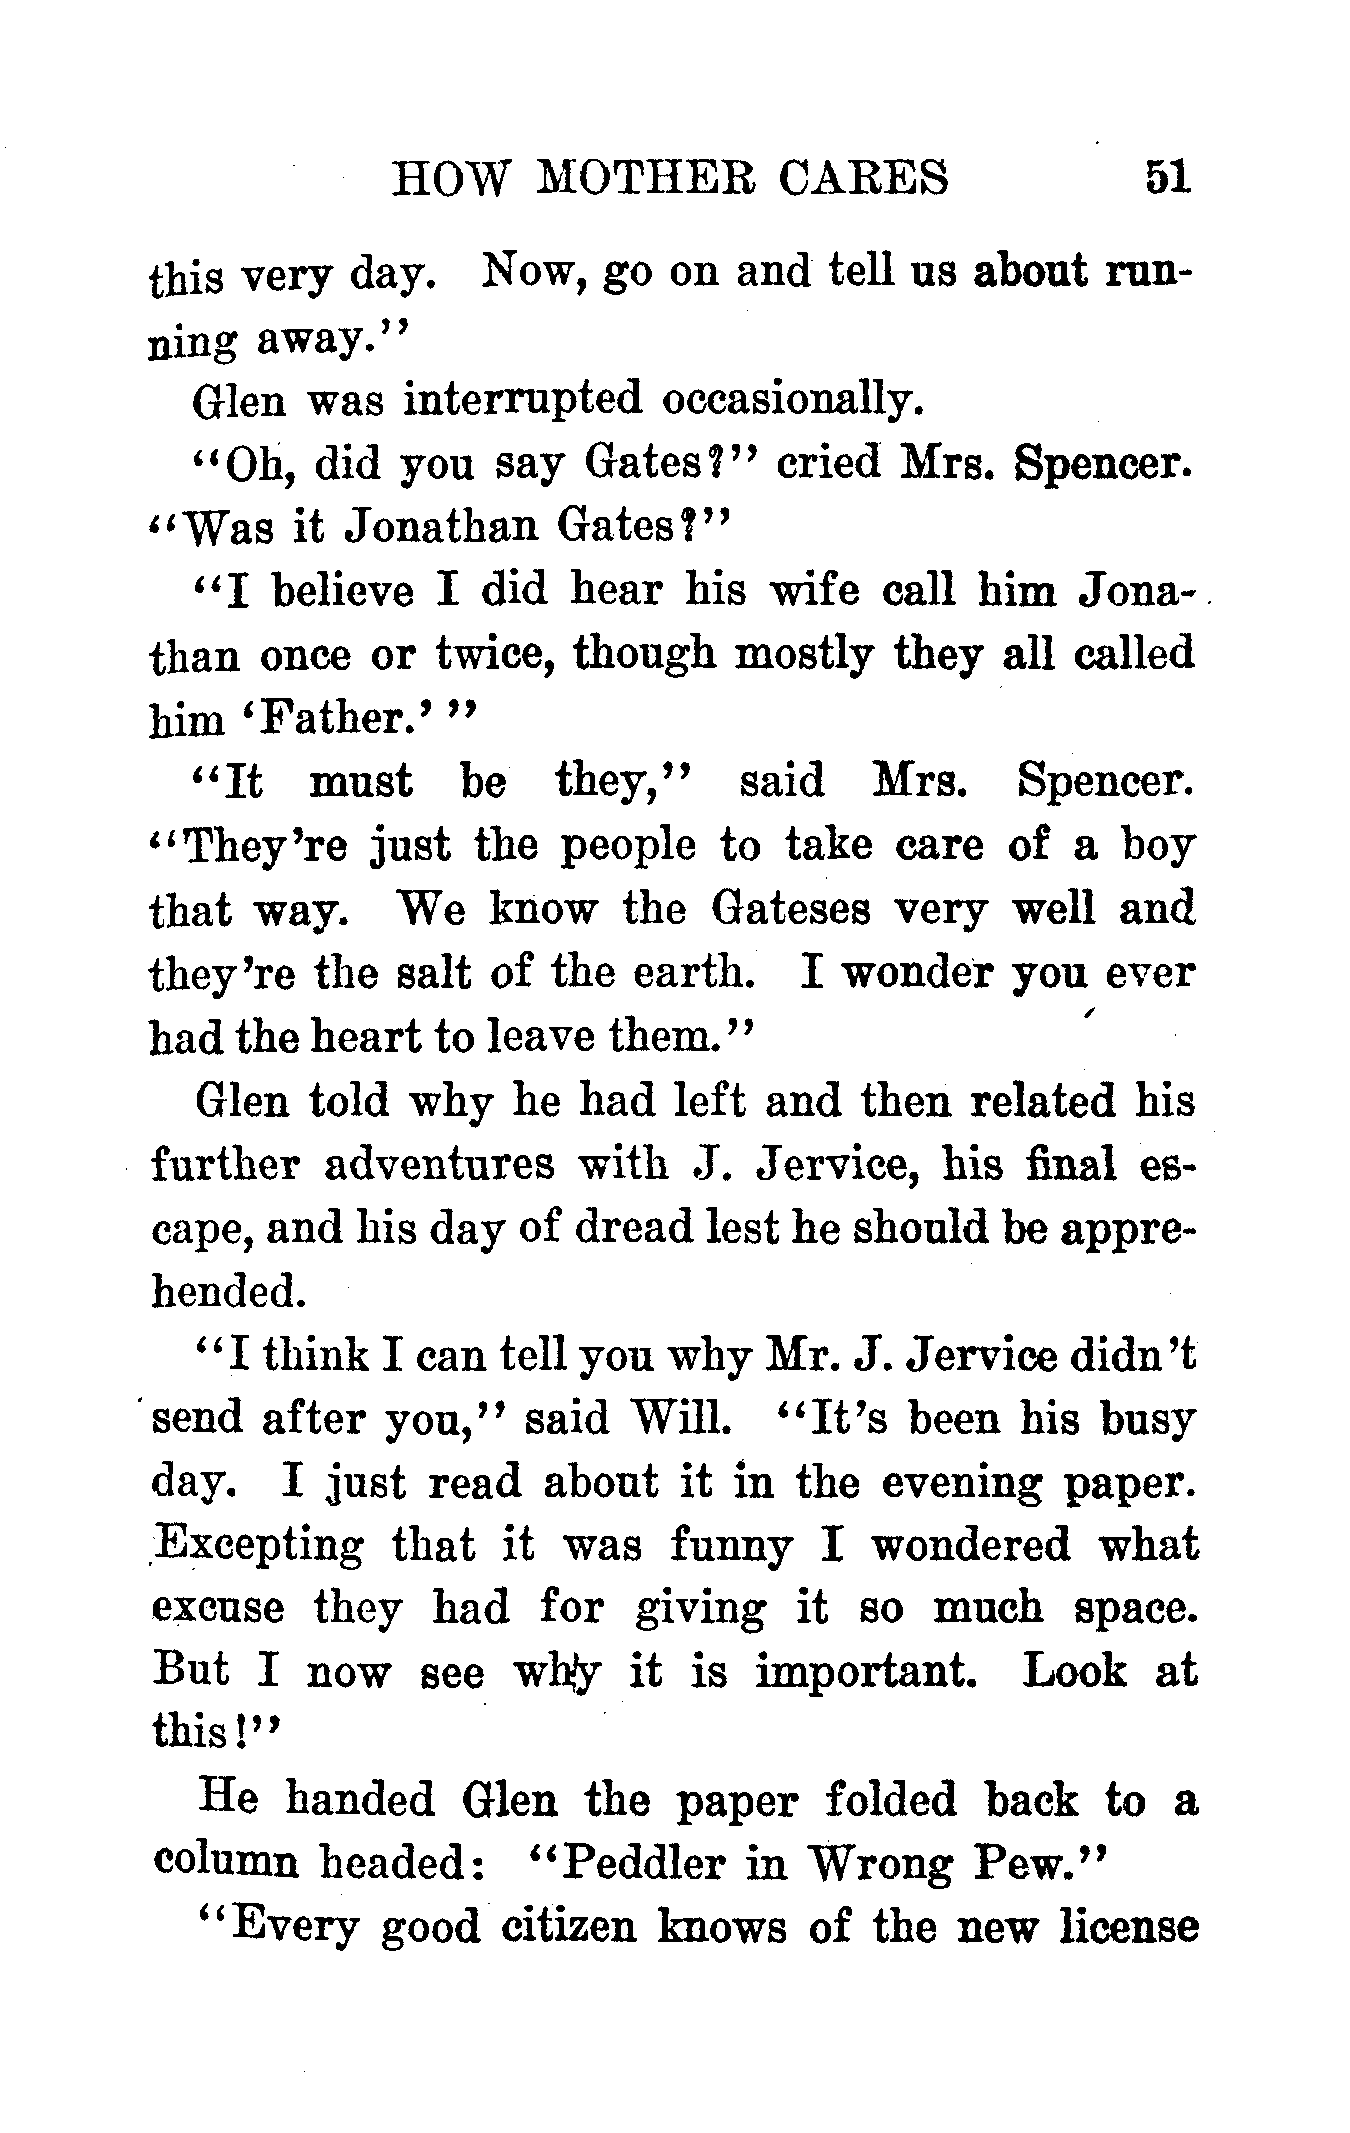 HOW MOTHER CARES 51
this very day. Now, go on and tell us about run-
ning away."
Glen was interrupted occasionally.
"Oh, did you say Gates?" cried Mrs. Spencer.
"Was it Jonathan Gates?"
"I believe I did hear his wife call him Jona-
than once or twice, though mostly they all called
him 'Father.' "
"It must be they," said Mrs. Spencer.
"They're just the people to take care of a boy
that way. We know the Gateses very well and
they're the salt of the earth. I wonder you ever
had the heart to leave them."
Glen told why he had left and then related his
further adventures with J. Jervice, his final es-
cape, and his day of dread lest he should be appre-
hended.
"I think I can tell you why Mr. J. Jervice didn't
send after you," said Will. "It's been his busy
day. I just read about it in the evening paper.
Excepting that it was funny I wondered what
excuse they had for giving it so much space.
But I now see why it is important. Look at
this!"
He handed Glen the paper folded back to a
column headed: "Peddler in Wrong Pew."
"Every good citizen knows of the new license